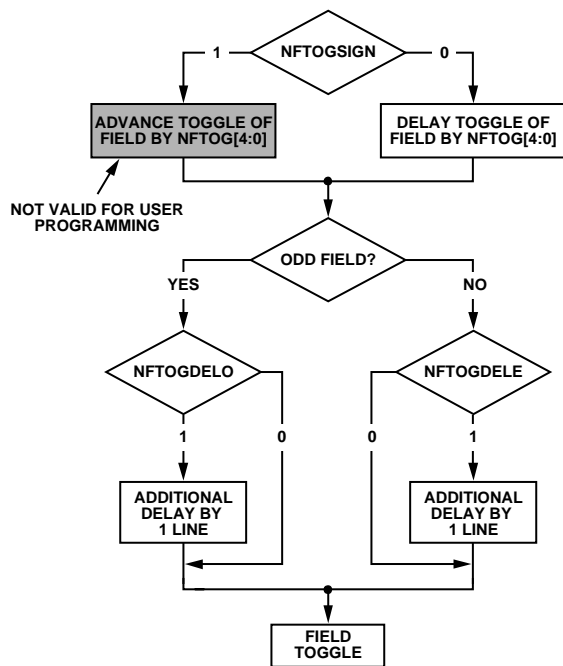 NFTOGSIGN
1
0
ADVANCE TOGGLE OF
FIELD BY NFTOG[4:0]
DELAY TOGGLE OF
FIELD BY NFTOG[4:0]
NOT VALID FOR USER
PROGRAMMING
ODD FIELD?
YES
NO
NFTOGDELO
NFTOGDELE
1
0
0
1
ADDITIONAL
DELAY BY
1 LINE
ADDITIONAL
DELAY BY
1 LINE
FIELD
TOGGLE